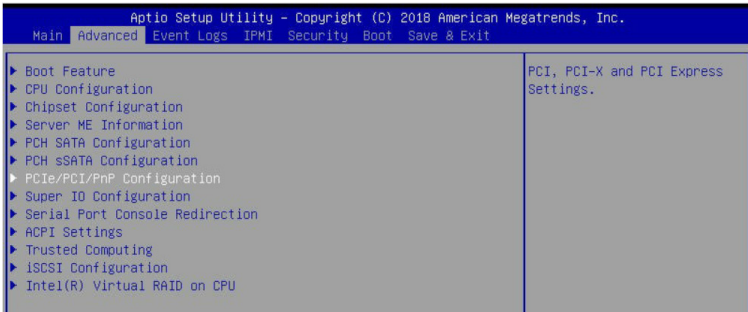 Aptio Setup Utility – Copyright (C) 2018 American Megatrends, Inc.
Main Advanced Event Logs IPMI Security Boot Save & Exit
Boot Feature
CPU Configuration
Chipset Configuration
Server ME Information
PCH SATA Configuration
PCH sSATA Configuration
PCIe/PCI/PnP Configuration
Super IO Configuration
Serial Port Console Redirection
ACPI Settings
Trusted Computing
iSCSI Configuration
Intel(R) Virtual RAID on CPU
PCI, PCI-X and PCI Express
Settings.